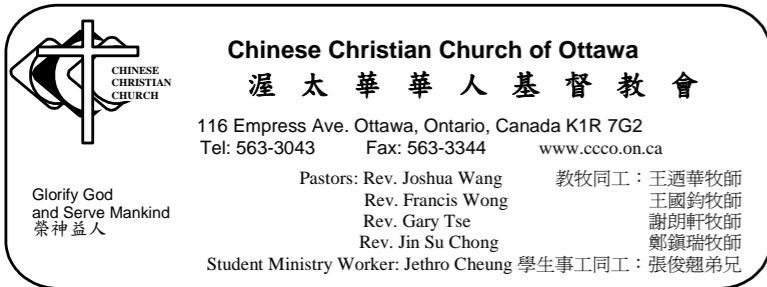 CHINESE
CHRISTIAN
CHURCH
Chinese Christian Church of Ottawa
渥太華華人基督教會
116 Empress Ave. Ottawa, Ontario, Canada K1R 7G2
Tel: 563-3043 Fax: 563-3344 www.ccco.on.ca
Glorify God
and Serve Mankind
榮神益人
Pastors: Rev. Joshua Wang 教牧同工：王迺華牧師
Rev. Francis Wong 王國鈞牧師
Rev. Gary Tse 謝朗軒牧師
Rev. Jin Su Chong 鄭鎭瑞牧師
Student Ministry Worker: Jethro Cheung 學生事工同工：張俊翹弟兄